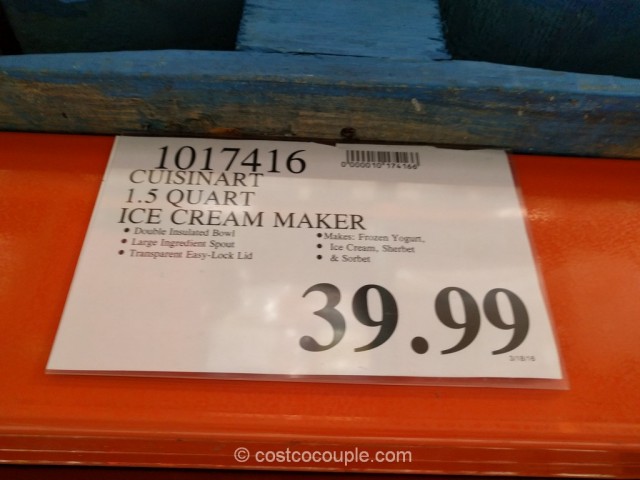 1017416
0000010174166
CUISINART
1.5 QUART
ICE CREAM MAKER
• Double Insulated Bowl
• Large Ingredient Spout
• Transparent Easy-Lock Lid
• Makes: Frozen Yogurt,
• Ice Cream, Sherbet
• & Sorbet
39.99
3/18/16
© costcocouple.com